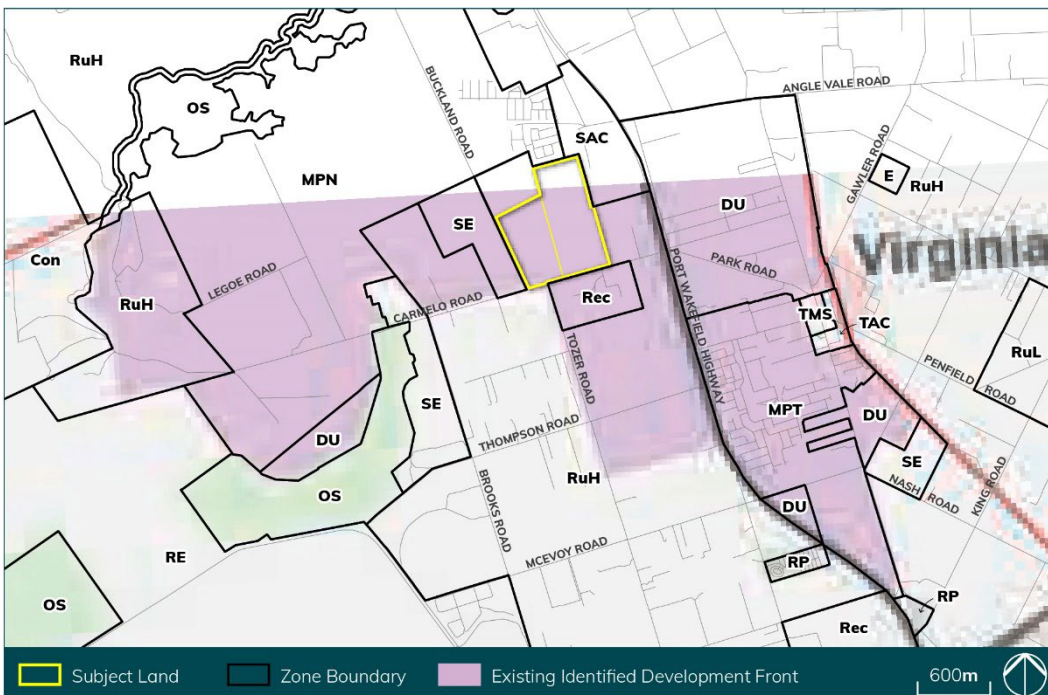 RuH
OS
BUCKLAND ROAD
ANGLE VALE ROAD
SAC
MPN
GAWLER ROAD
E
RuH
SE
DU
Virginia
Con
PARK ROAD
RuH
LEGOE ROAD
CARMELO ROAD
Rec
PORT WAKEFIELD HIGHWAY
TMS
TAC
RuL
TOZER ROAD
PENFIELD ROAD
SE
MPT
DU
DU
THOMPSON ROAD
SE
OS
RuH
NASH ROAD
KING ROAD
BROOKS ROAD
DU
MCEVOY ROAD
RE
RP
OS
RP
Rec
Subject Land
Zone Boundary
Existing Identified Development Front
600m